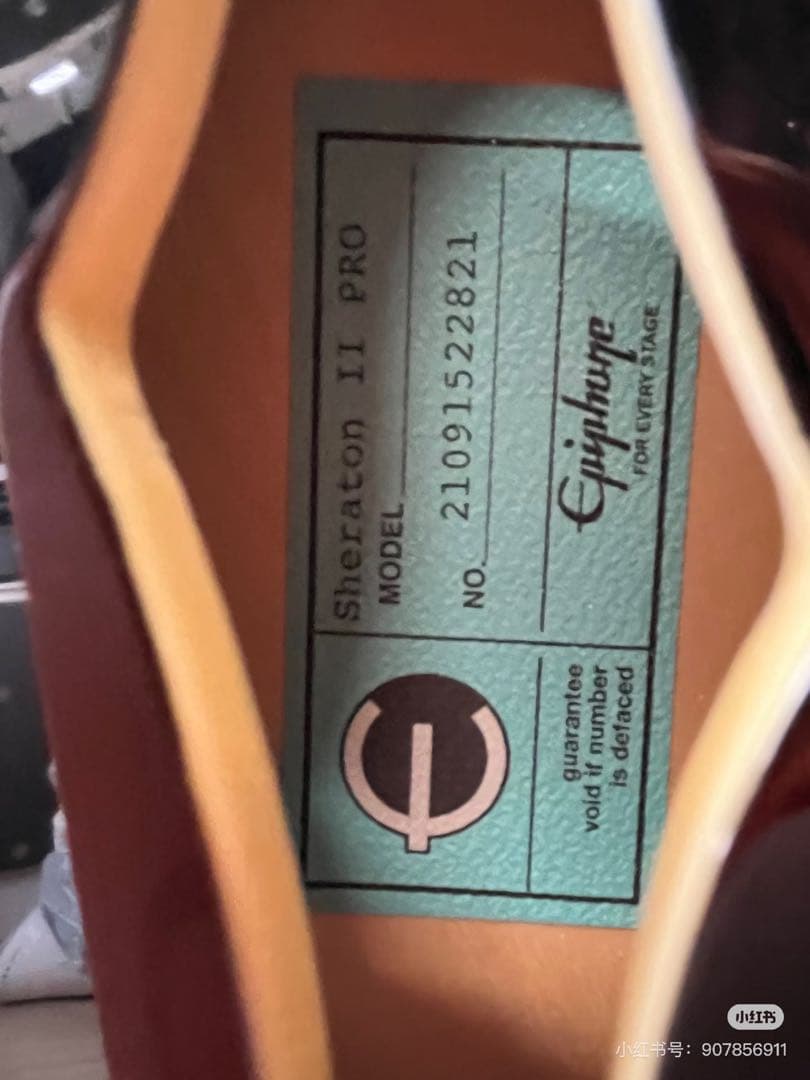 Sheraton II PRO
MODEL
NO. 21091522821
Epiphone
FOR EVERY STAGE
guarantee
void if number
is defaced
小红书
小红书号：907856911